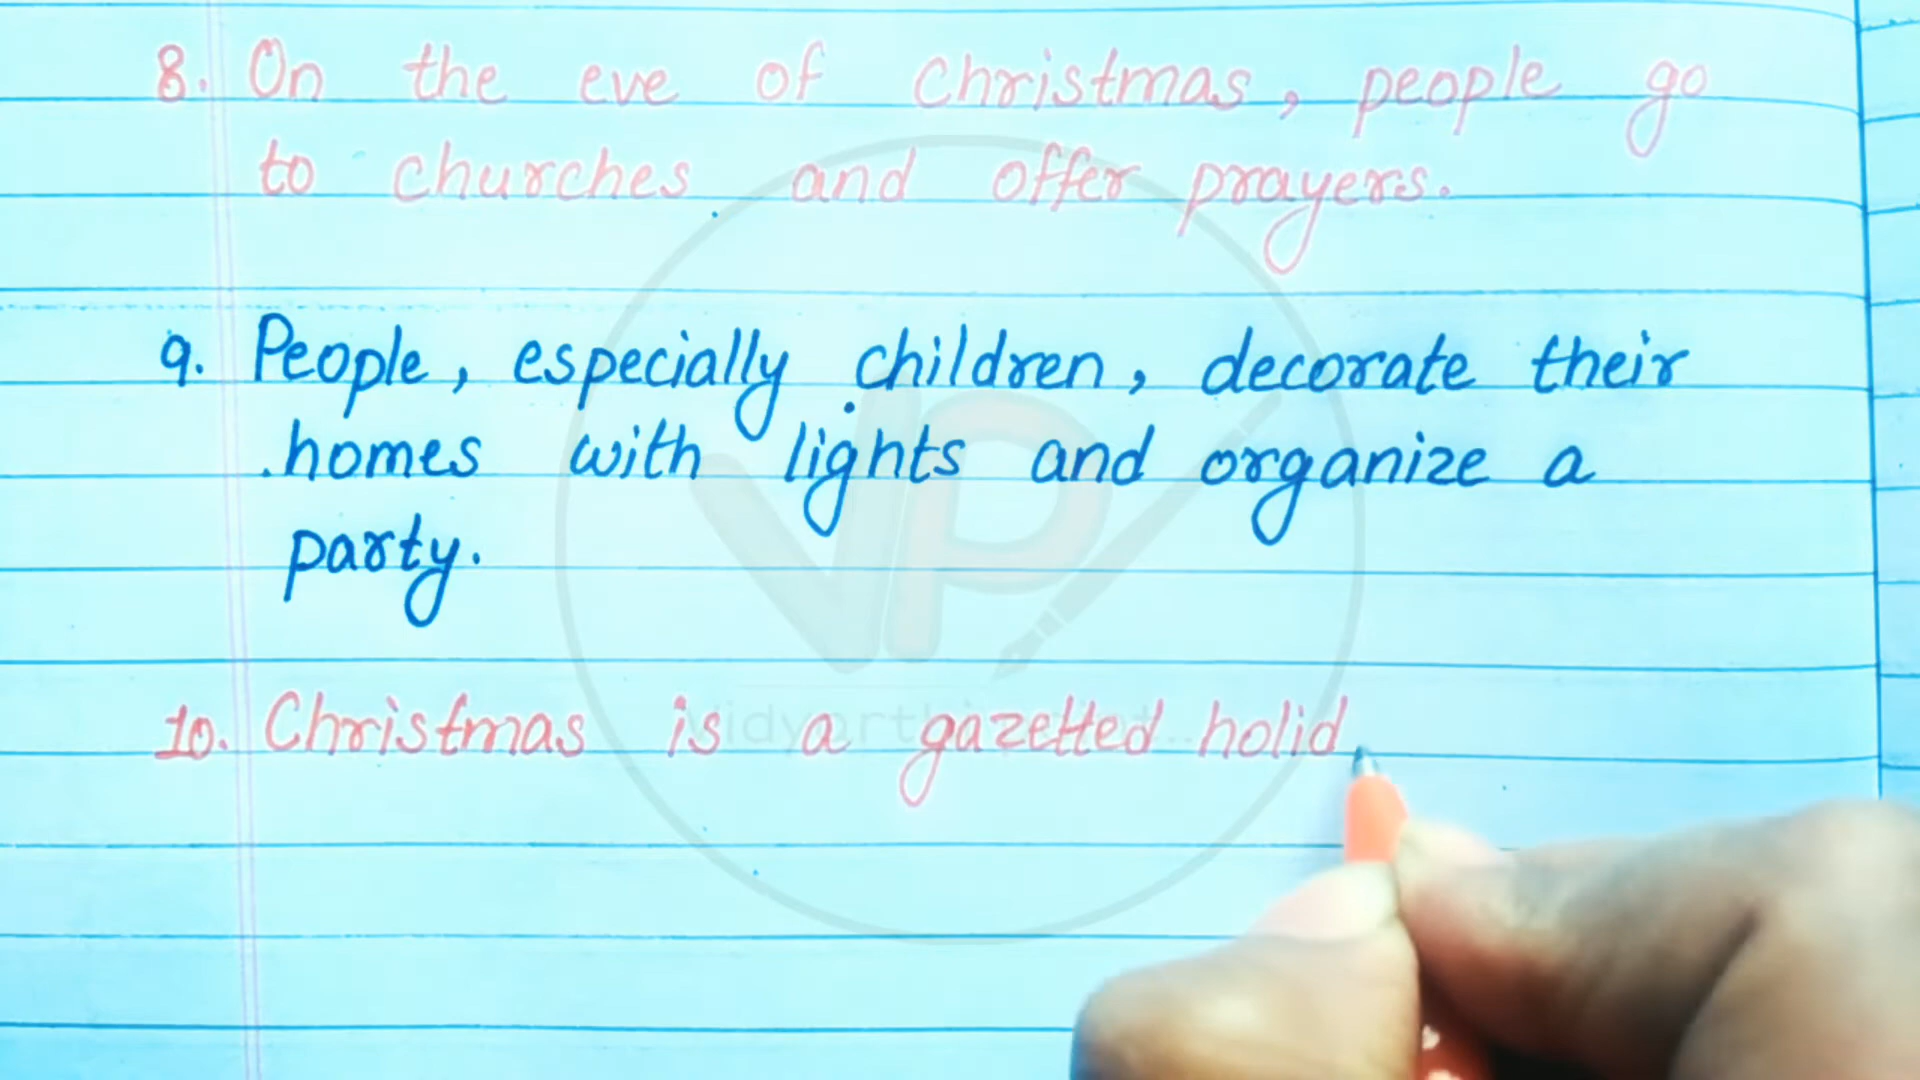 8. On the eve of Christmas, people go
to churches and offer prayers.
9. People, especially children, decorate their
homes with lights and organize a
party.
10. Christmas is a gazetted holid
VP